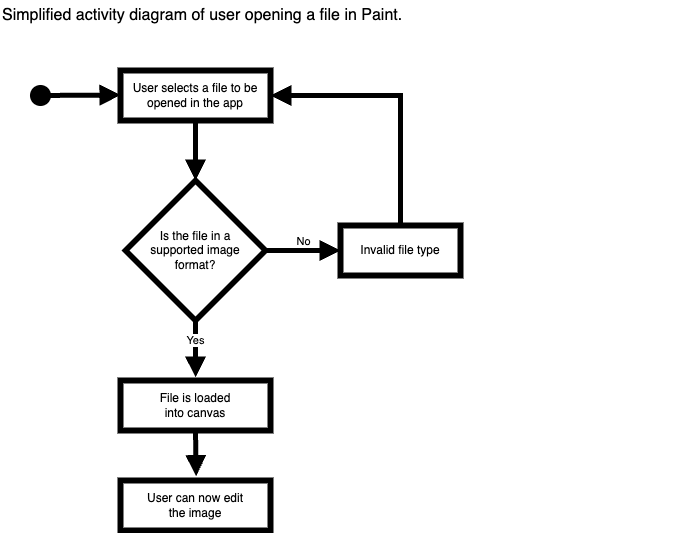 Simplified activity diagram of user opening a file in Paint.
User selects a file to be
opened in the app
Is the file in a
supported image
format?
No
Invalid file type
Yes
File is loaded
into canvas
User can now edit
the image